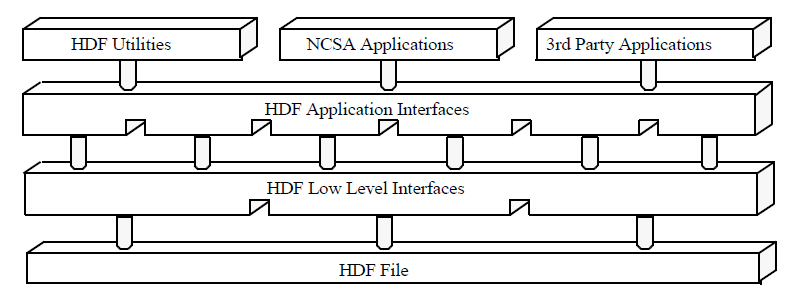 HDF Utilities
NCSA Applications
3rd Party Applications
HDF Application Interfaces
HDF Low Level Interfaces
HDF File